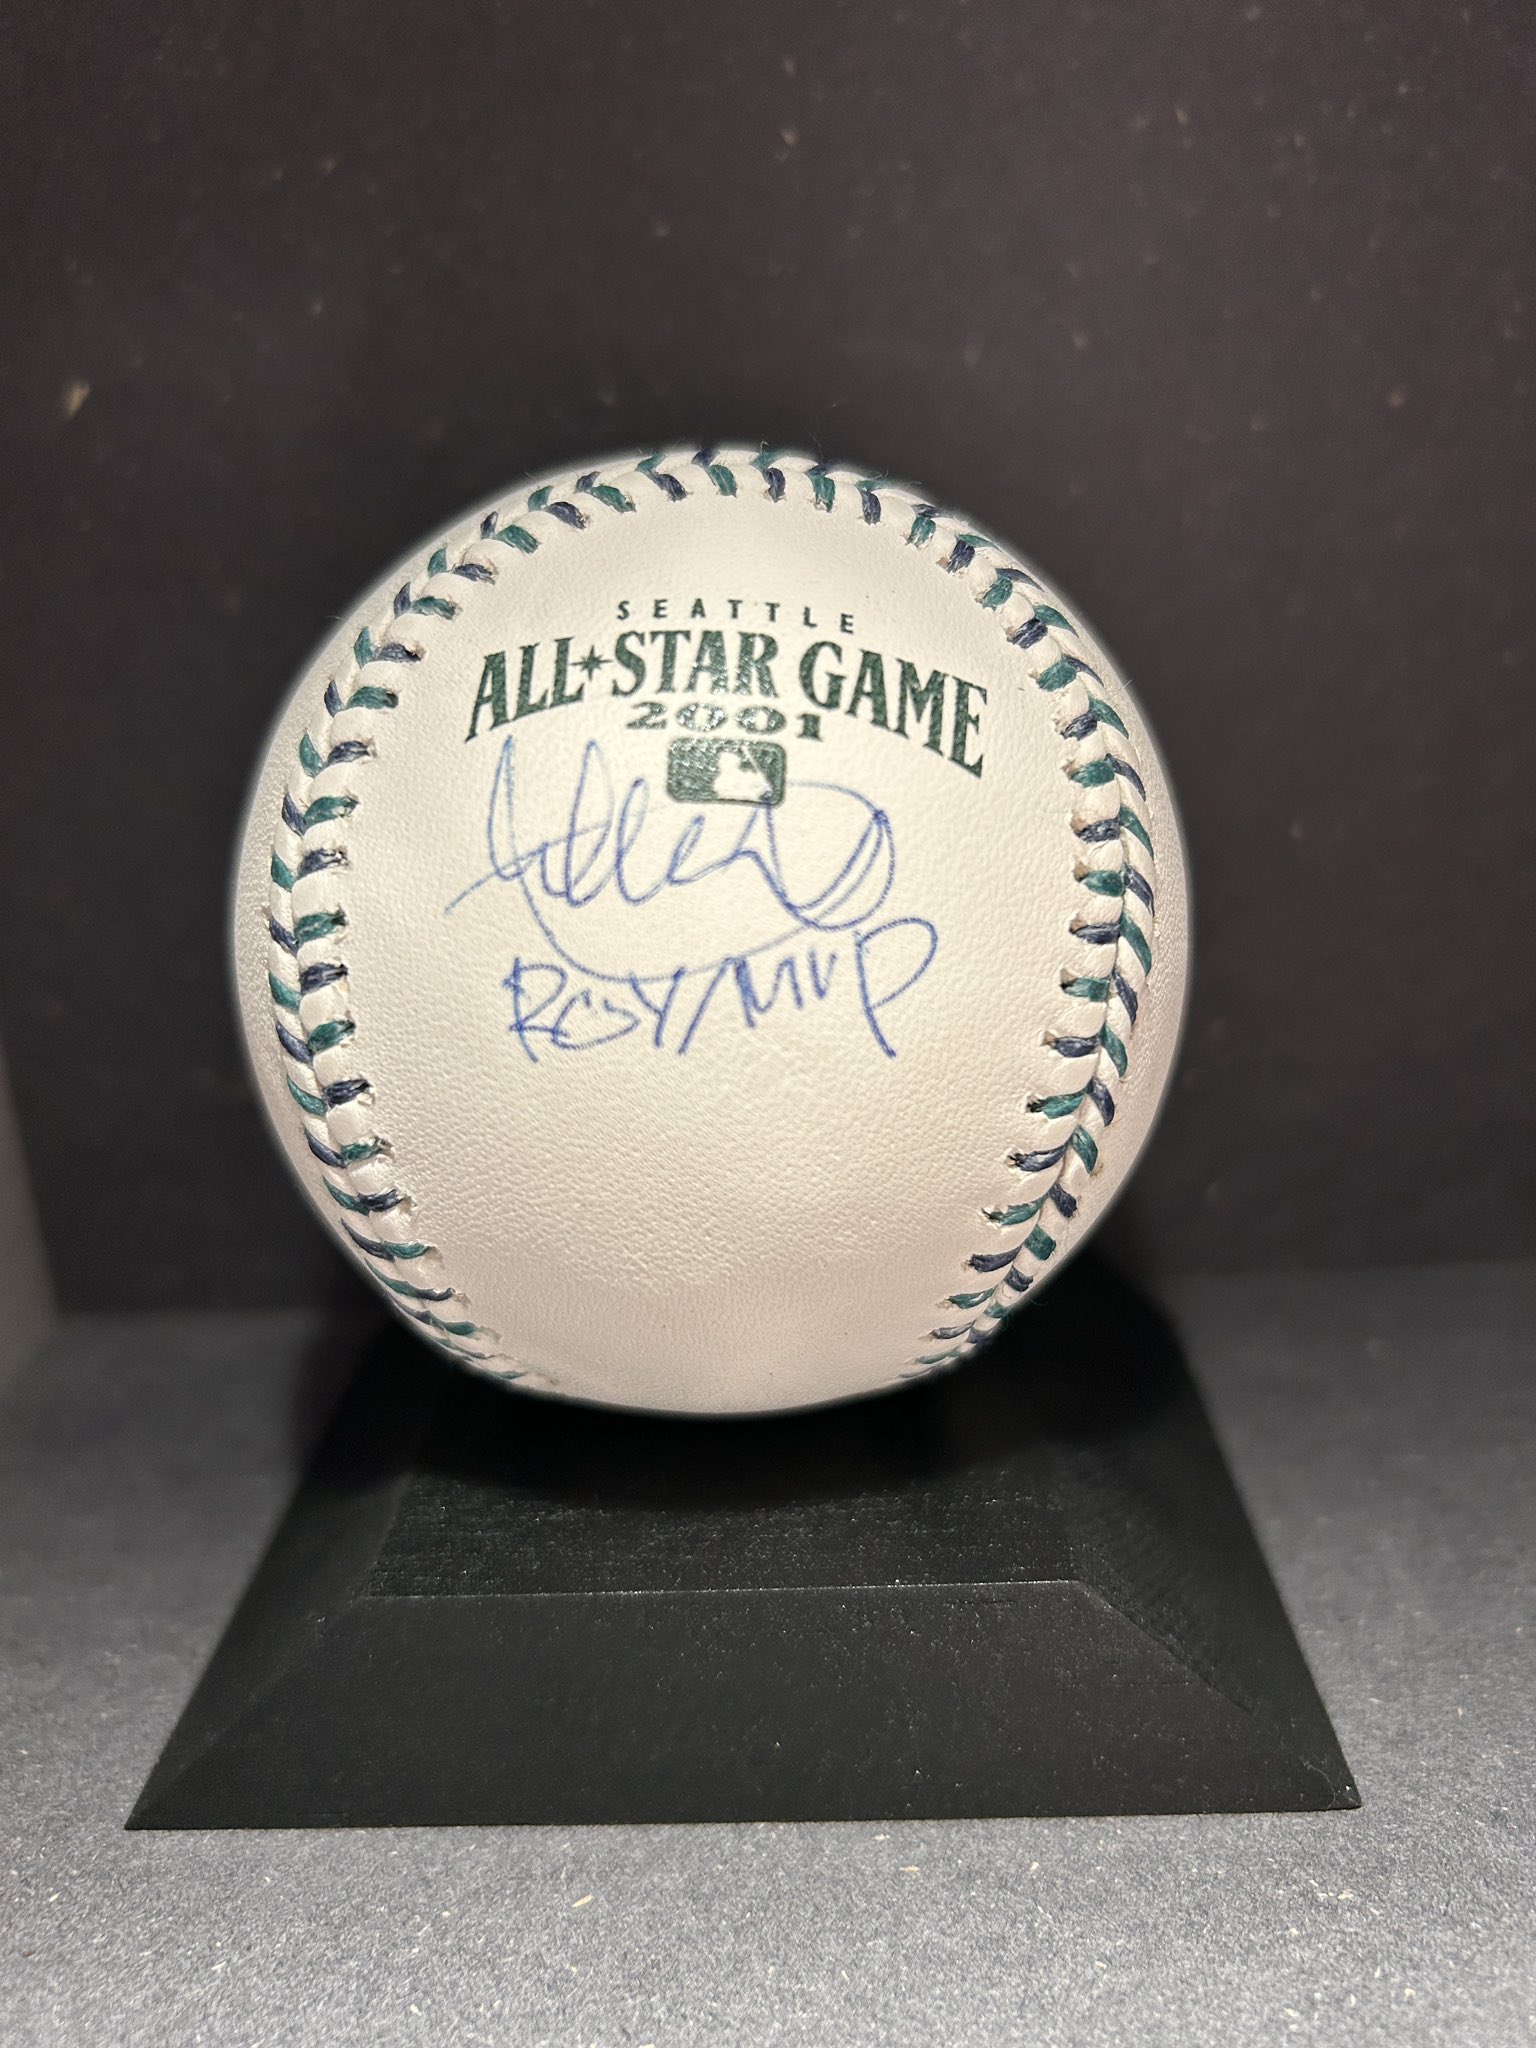 SEATTLE
ALL★STAR GAME
2001
ROY/MVP